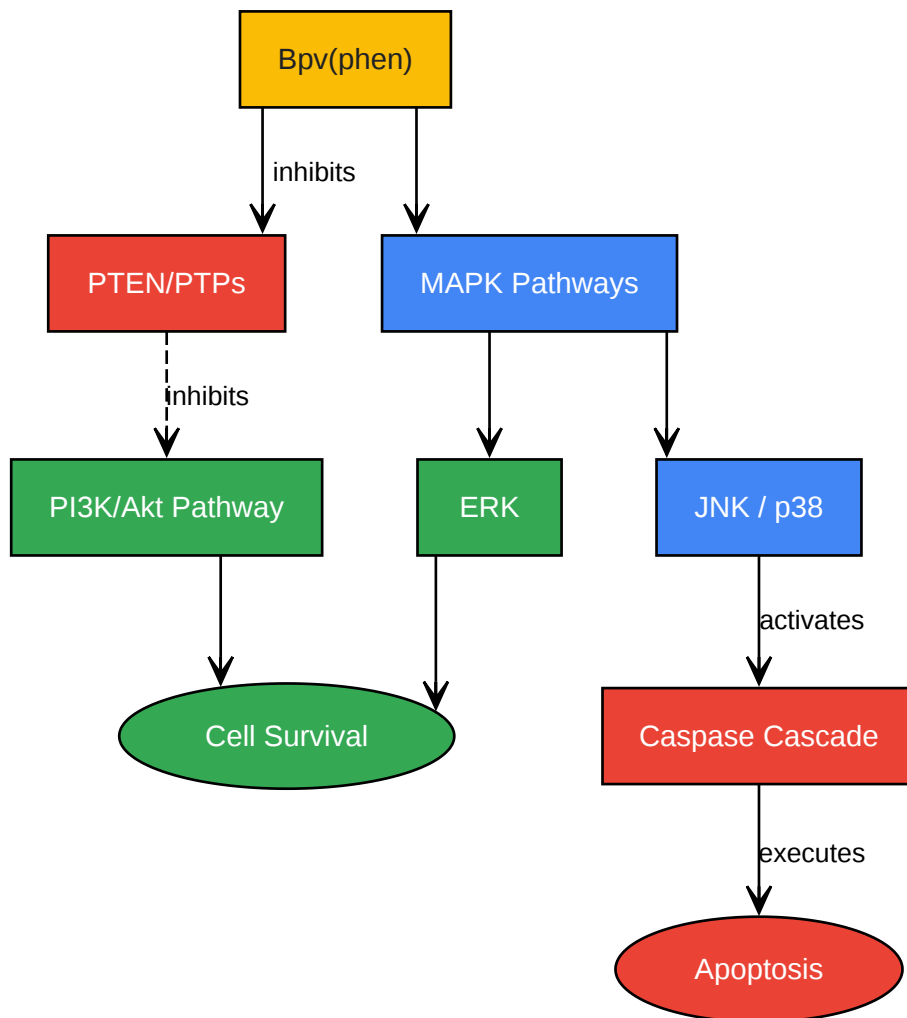 Bpv(phen)
inhibits
PTEN/PTPs
MAPK Pathways
inhibits
PI3K/Akt Pathway
ERK
JNK / p38
activates
Cell Survival
Caspase Cascade
executes
Apoptosis